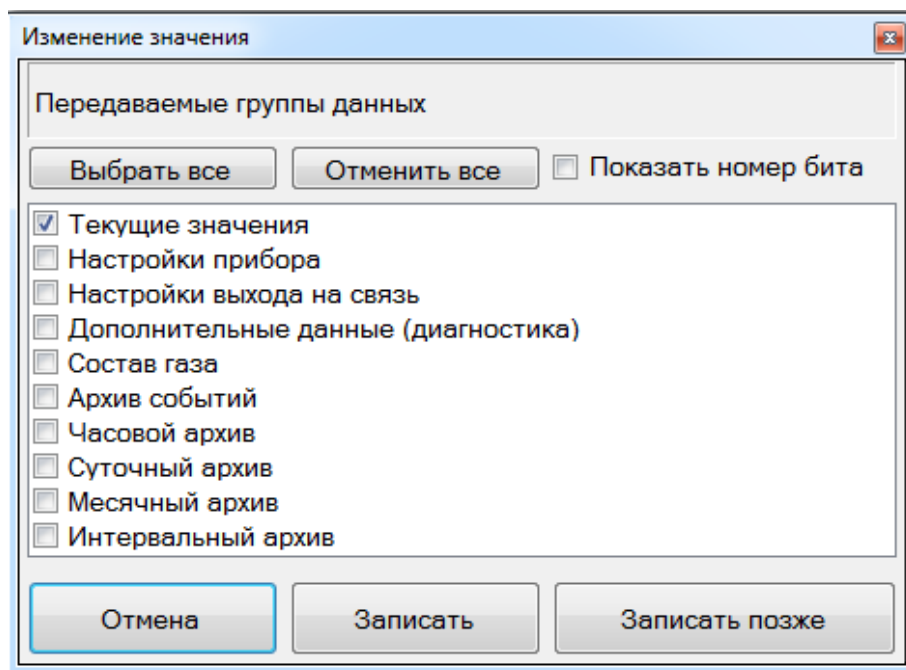 Изменение значения
Передаваемые группы данных
Выбрать все Отменить все Показать номер бита
Текущие значения
Настройки прибора
Настройки выхода на связь
Дополнительные данные (диагностика)
Состав газа
Архив событий
Часовой архив
Суточный архив
Месячный архив
Интервальный архив
Отмена Записать Записать позже